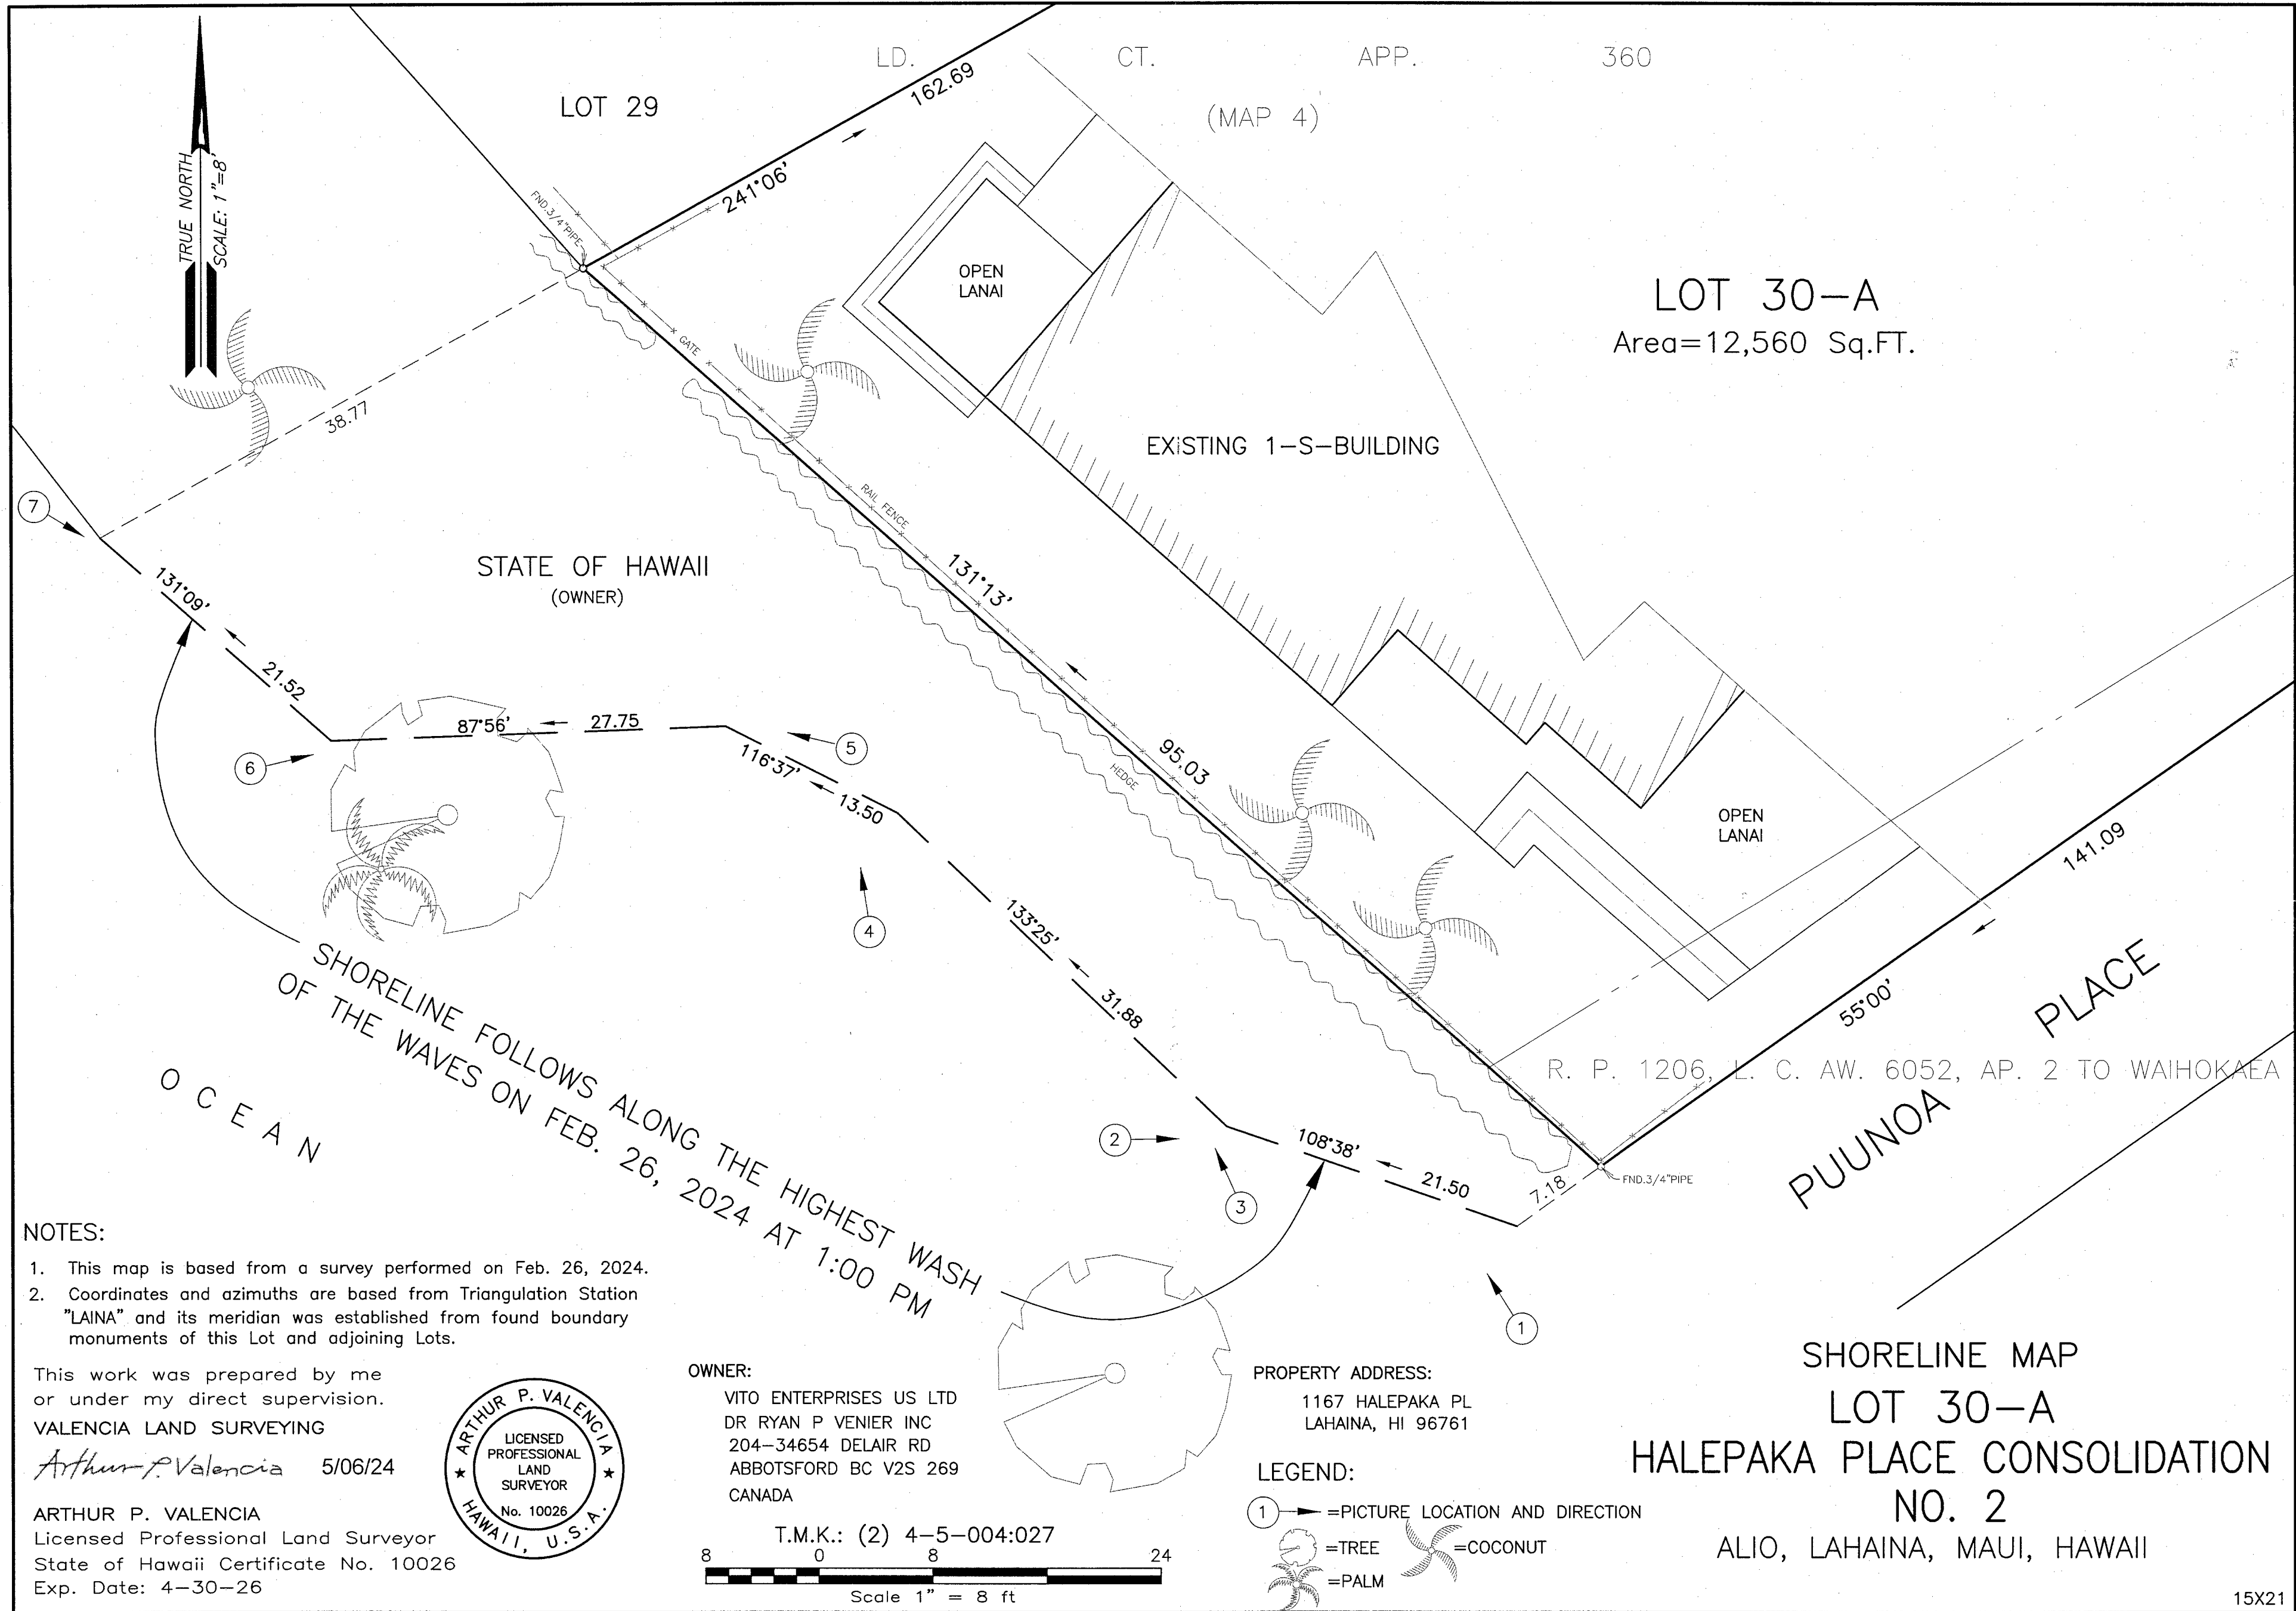 LD. CT. APP. 360
(MAP 4)
LOT 29
162.69
241°06'
TRUE NORTH
SCALE: 1"=8'
FND.3/4"PIPE
OPEN
LANAI
LOT 30-A
Area=12,560 Sq.FT.
GATE
38.77
EXISTING 1-S-BUILDING
7
RAIL FENCE
STATE OF HAWAII
(OWNER)
131°13'
131°09'
21.52
87°56'
27.75
5
116°37'
13.50
6
95.03
HEDGE
OPEN
LANAI
141.09
4
133°25'
31.88
55°00'
PUUNOA PLACE
R. P. 1206, L. C. AW. 6052, AP. 2 TO WAIHOKAEA
SHORELINE FOLLOWS ALONG THE HIGHEST WASH
OF THE WAVES ON FEB. 26, 2024 AT 1:00 PM
OCEAN
2
108°38'
21.50
7.18
FND.3/4"PIPE
3
1
NOTES:
1. This map is based from a survey performed on Feb. 26, 2024.
2. Coordinates and azimuths are based from Triangulation Station
"LAINA" and its meridian was established from found boundary
monuments of this Lot and adjoining Lots.
This work was prepared by me
or under my direct supervision.
VALENCIA LAND SURVEYING
Arthur P. Valencia 5/06/24
ARTHUR P. VALENCIA
Licensed Professional Land Surveyor
State of Hawaii Certificate No. 10026
Exp. Date: 4-30-26
ARTHUR P. VALENCIA
LICENSED
PROFESSIONAL
LAND
SURVEYOR
No. 10026
HAWAII, U.S.A.
OWNER:
VITO ENTERPRISES US LTD
DR RYAN P VENIER INC
204-34654 DELAIR RD
ABBOTSFORD BC V2S 269
CANADA
T.M.K.: (2) 4-5-004:027
8 0 8 24
Scale 1" = 8 ft
PROPERTY ADDRESS:
1167 HALEPAKA PL
LAHAINA, HI 96761
LEGEND:
1 =PICTURE LOCATION AND DIRECTION
=TREE =COCONUT
=PALM
SHORELINE MAP
LOT 30-A
HALEPAKA PLACE CONSOLIDATION
NO. 2
ALIO, LAHAINA, MAUI, HAWAII
15X21